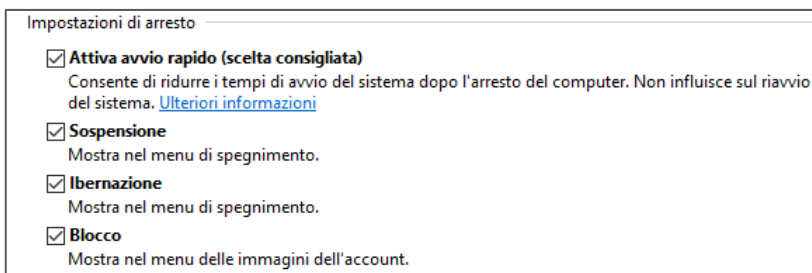 Impostazioni di arresto
Attiva avvio rapido (scelta consigliata)
Consente di ridurre i tempi di avvio del sistema dopo l'arresto del computer. Non influisce sul riavvio
del sistema. Ulteriori informazioni
Sospensione
Mostra nel menu di spegnimento.
Ibernazione
Mostra nel menu di spegnimento.
Blocco
Mostra nel menu delle immagini dell'account.